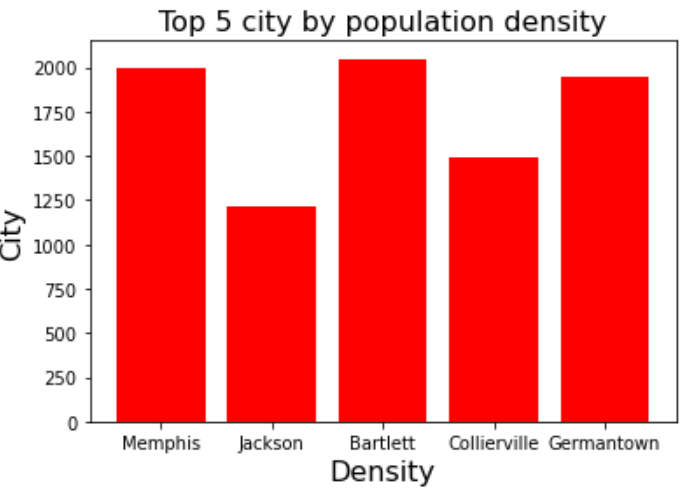 Top 5 city by population density
City
2000
1750
1500
1250
1000
750
500
250
0
Memphis Jackson Bartlett Collierville Germantown
Density